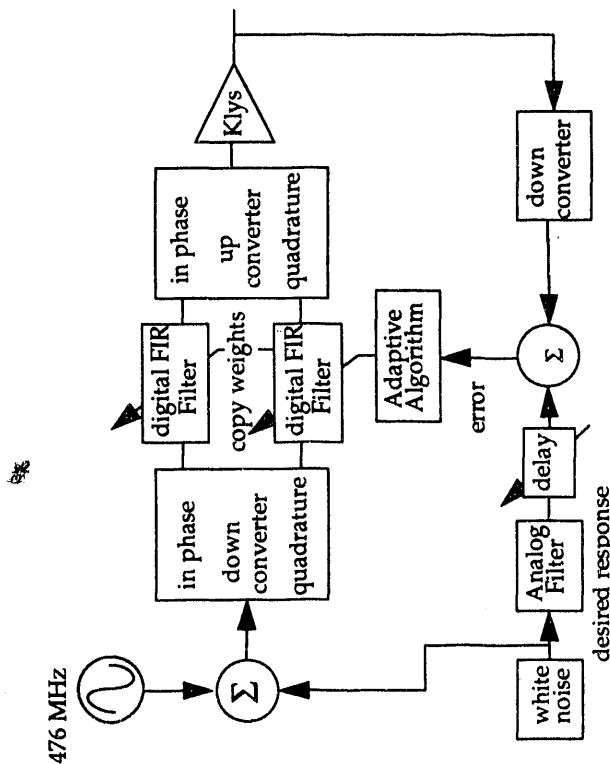 476 MHz
Σ
in phase
down
converter
quadrature
digital FIR
Filter
copy weights
digital FIR
Filter
in phase
up
converter
quadrature
Klys
Adaptive
Algorithm
error
white
noise
Analog
Filter
delay
Σ
down
converter
desired response